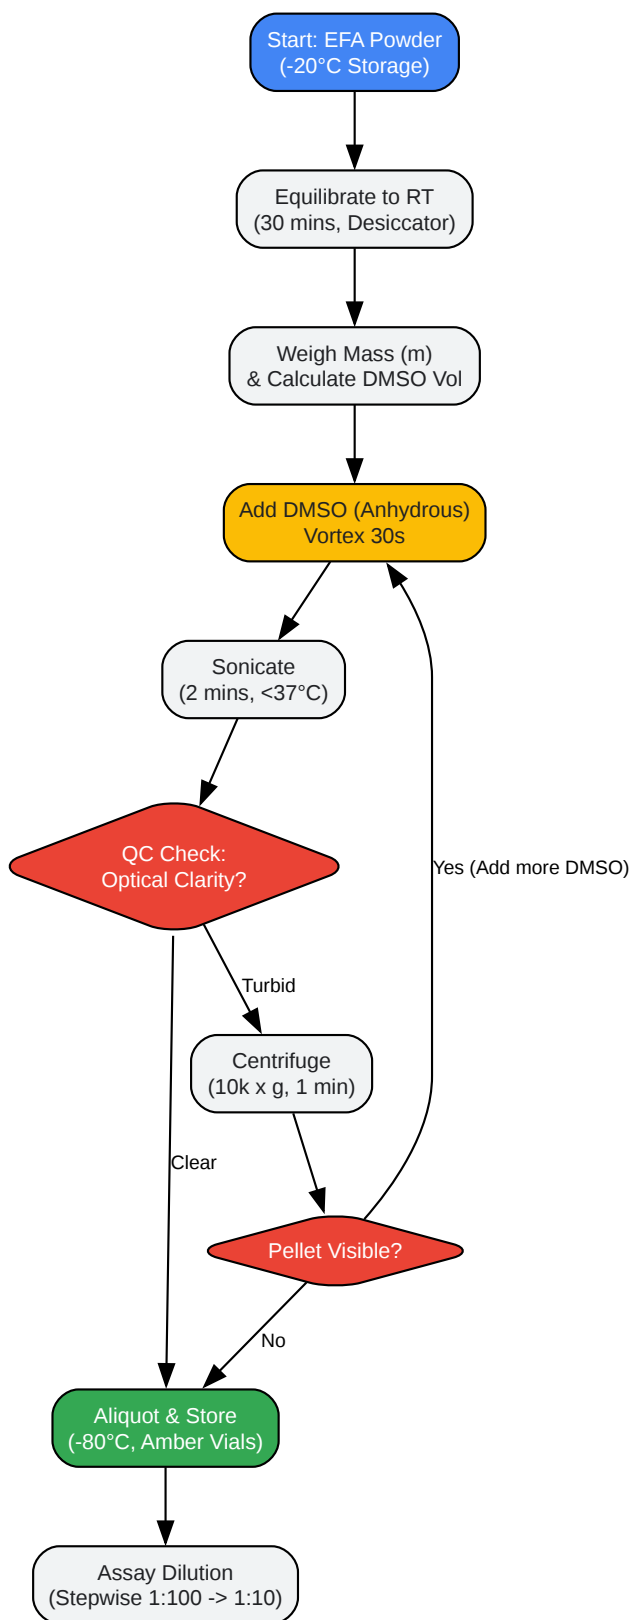 Start: EFA Powder
(-20°C Storage)
Equilibrate to RT
(30 mins, Desiccator)
Weigh Mass (m)
& Calculate DMSO Vol
Add DMSO (Anhydrous)
Vortex 30s
Sonicate
(2 mins, <37°C)
QC Check:
Optical Clarity?
Yes (Add more DMSO)
Turbid
Centrifuge
(10k x g, 1 min)
Clear
Pellet Visible?
No
Aliquot & Store
(-80°C, Amber Vials)
Assay Dilution
(Stepwise 1:100 -> 1:10)